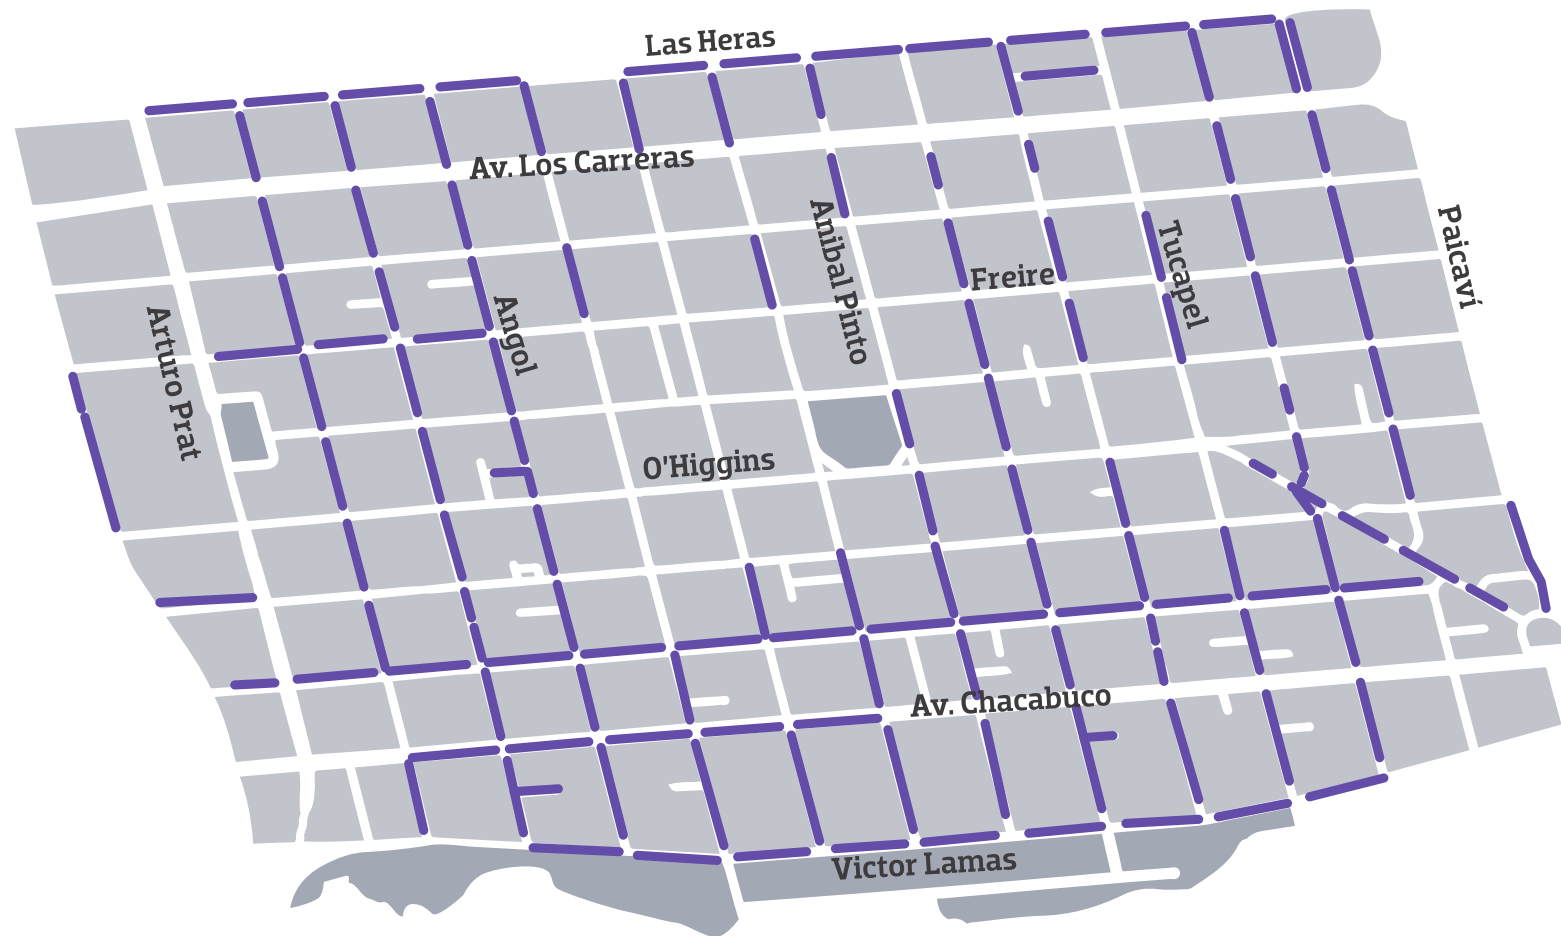 Las Heras
Av. Los Carreras
Anibal Pinto
Tucapel
Paicaví
Freire
Angol
Arturo Prat
O'Higgins
Av. Chacabuco
Victor Lamas